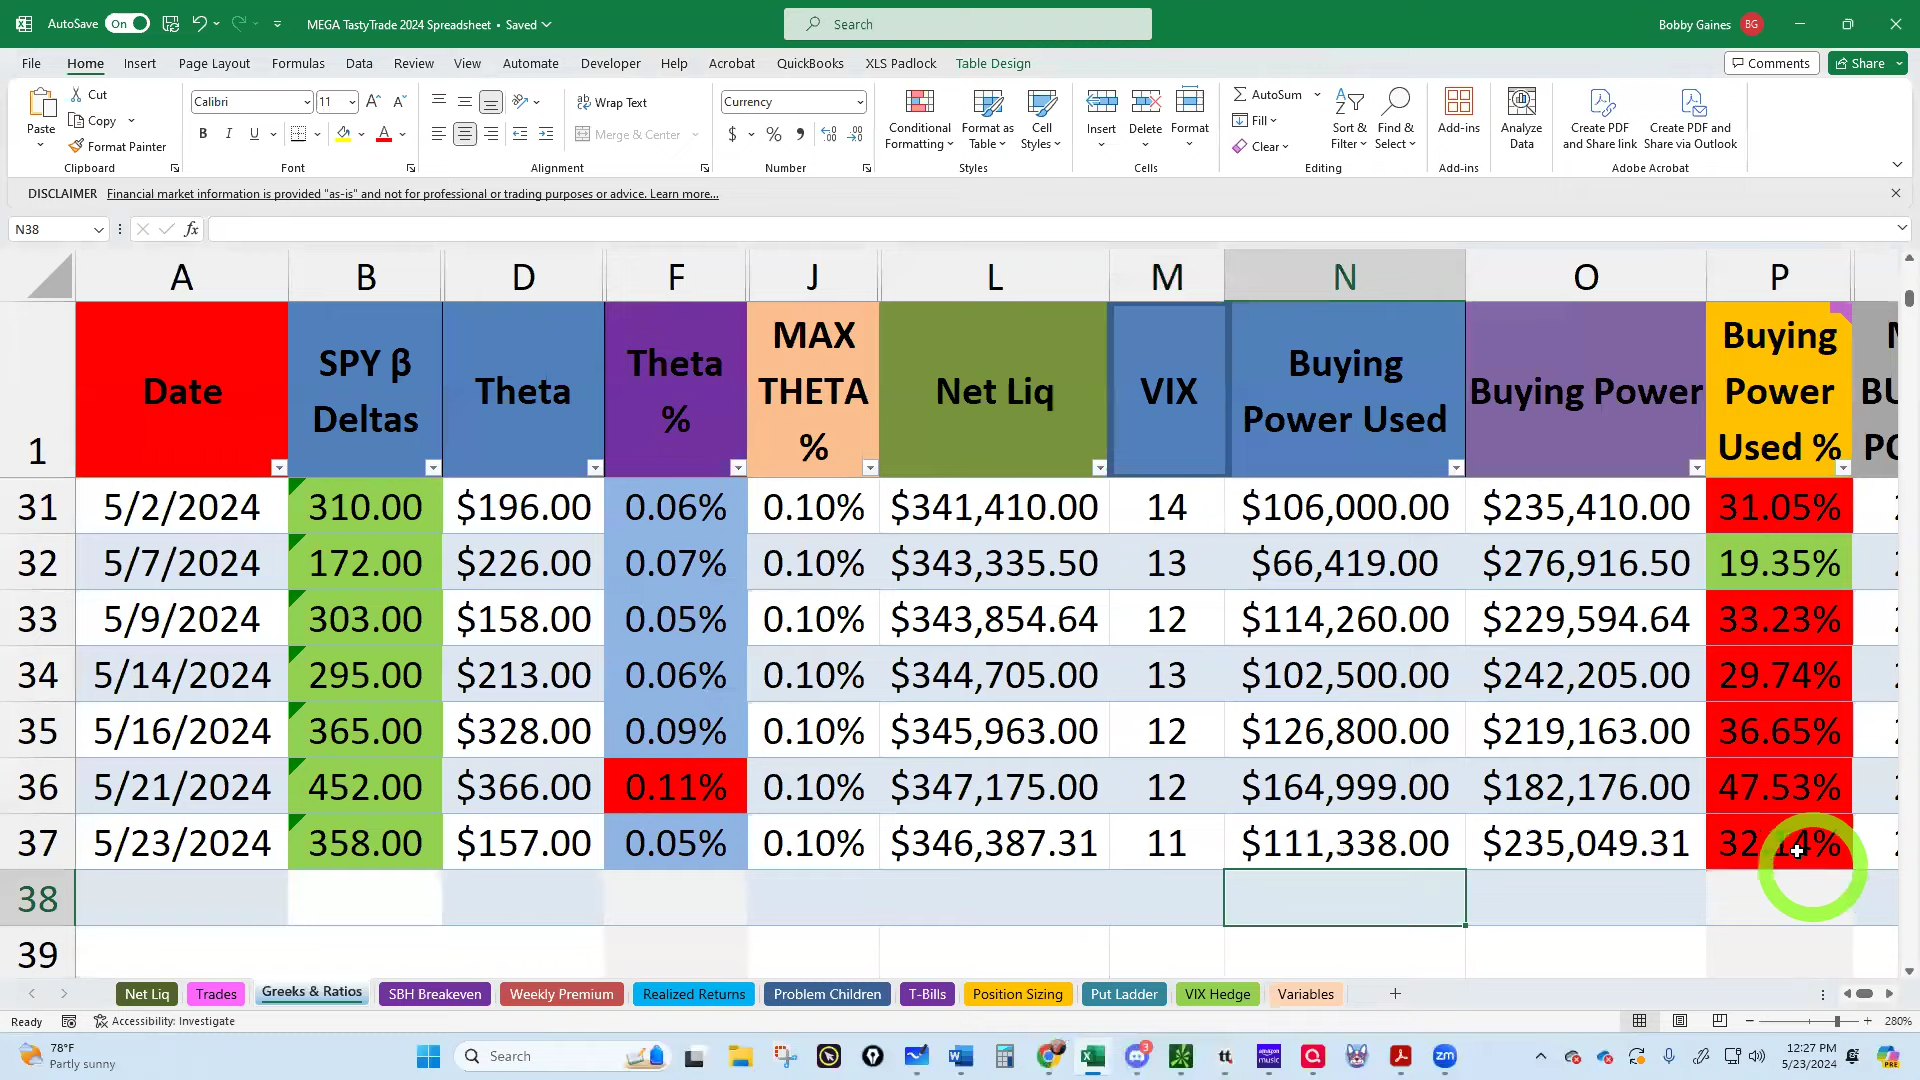 AutoSave On MEGA TastyTrade 2024 Spreadsheet • Saved Search Bobby Gaines BG
File Home Insert Page Layout Formulas Data Review View Automate Developer Help Acrobat QuickBooks XLS Padlock Table Design Comments Share
Cut
Copy
Format Painter
Paste
Clipboard
Calibri 11
B I U
Font
Wrap Text
Merge & Center
Alignment
Currency
$ % ,
Number
Conditional Formatting
Format as Table
Cell Styles
Styles
Insert Delete Format
Cells
AutoSum
Fill
Clear
Sort & Filter
Find & Select
Editing
Add-ins
Add-ins
Analyze Data
Create PDF and Share link
Create PDF and Share via Outlook
Adobe Acrobat
DISCLAIMER Financial market information is provided "as-is" and not for professional or trading purposes or advice. Learn more...
N38 fx
A B D F J L M N O P
1 Date SPY β Deltas Theta Theta % MAX THETA % Net Liq VIX Buying Power Used Buying Power Buying Power Used %
31 5/2/2024 310.00 $196.00 0.06% 0.10% $341,410.00 14 $106,000.00 $235,410.00 31.05%
32 5/7/2024 172.00 $226.00 0.07% 0.10% $343,335.50 13 $66,419.00 $276,916.50 19.35%
33 5/9/2024 303.00 $158.00 0.05% 0.10% $343,854.64 12 $114,260.00 $229,594.64 33.23%
34 5/14/2024 295.00 $213.00 0.06% 0.10% $344,705.00 13 $102,500.00 $242,205.00 29.74%
35 5/16/2024 365.00 $328.00 0.09% 0.10% $345,963.00 12 $126,800.00 $219,163.00 36.65%
36 5/21/2024 452.00 $366.00 0.11% 0.10% $347,175.00 12 $164,999.00 $182,176.00 47.53%
37 5/23/2024 358.00 $157.00 0.05% 0.10% $346,387.31 11 $111,338.00 $235,049.31 32.14%
38
39
Net Liq Trades Greeks & Ratios SBH Breakeven Weekly Premium Realized Returns Problem Children T-Bills Position Sizing Put Ladder VIX Hedge Variables
Ready Accessibility: Investigate 280%
78°F
Partly sunny
Search
12:27 PM
5/23/2024